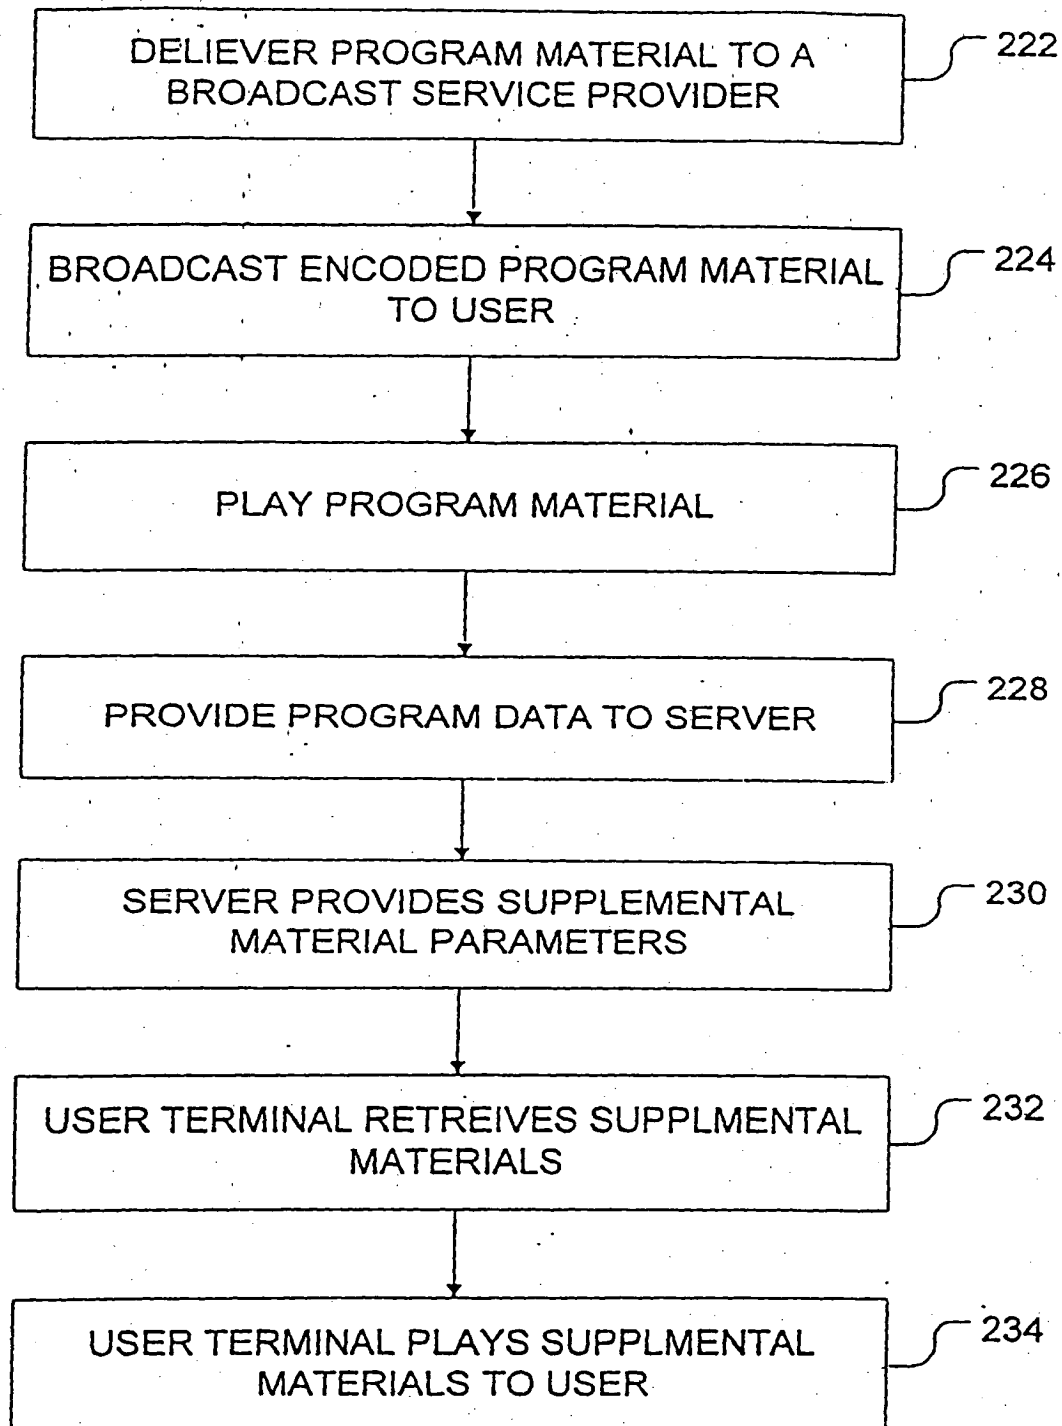 DELIEVER PROGRAM MATERIAL TO A
BROADCAST SERVICE PROVIDER
222
BROADCAST ENCODED PROGRAM MATERIAL
TO USER
224
PLAY PROGRAM MATERIAL
226
PROVIDE PROGRAM DATA TO SERVER
228
SERVER PROVIDES SUPPLEMENTAL
MATERIAL PARAMETERS
230
USER TERMINAL RETREIVES SUPPLMENTAL
MATERIALS
232
USER TERMINAL PLAYS SUPPLMENTAL
MATERIALS TO USER
234